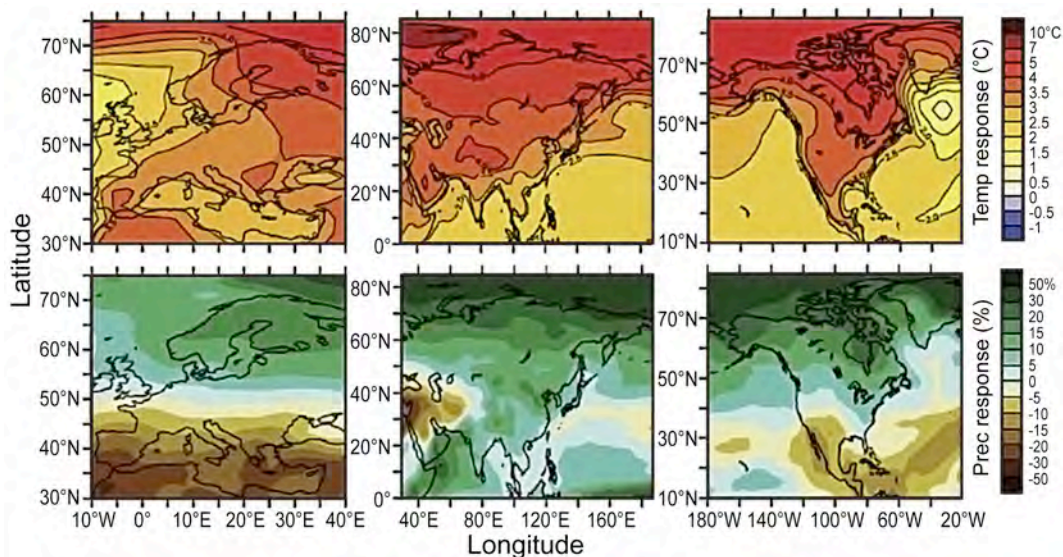 75°N
70°N
60°N
50°N
40°N
30°N
80°N
60°N
40°N
20°N
0°
70°N
50°N
30°N
10°N
10°C
7
5
4
3.5
3
2.5
2
1.5
1
0.5
0
-0.5
-1
Temp response (°C)
Latitude
70°N
60°N
50°N
40°N
30°N
10°W 0° 10°E 20°E 30°E 40°E
80°N
60°N
40°N
20°N
0°
40°E 80°E 120°E 160°E
70°N
50°N
30°N
10°N
180°W 140°W 100°W 60°W 20°W
50%
30
20
15
10
5
0
-5
-10
-15
-20
-30
-50
Prec response (%)
Longitude